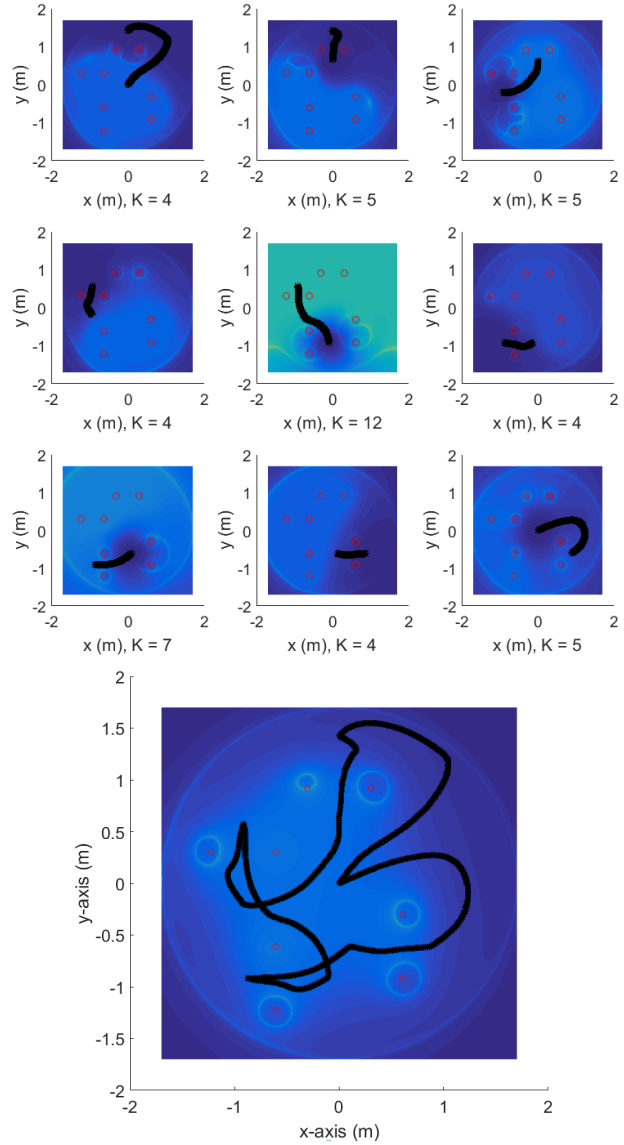 2
1
0
-1
-2
y (m)
-2 0 2
x (m), K = 4
2
1
0
-1
-2
y (m)
-2 0 2
x (m), K = 5
2
1
0
-1
-2
y (m)
-2 0 2
x (m), K = 5
2
1
0
-1
-2
y (m)
-2 0 2
x (m), K = 4
2
1
0
-1
-2
y (m)
-2 0 2
x (m), K = 12
2
1
0
-1
-2
y (m)
-2 0 2
x (m), K = 4
2
1
0
-1
-2
y (m)
-2 0 2
x (m), K = 7
2
1
0
-1
-2
y (m)
-2 0 2
x (m), K = 4
2
1
0
-1
-2
y (m)
-2 0 2
x (m), K = 5
2
1.5
1
0.5
0
-0.5
-1
-1.5
-2
y-axis (m)
-2 -1 0 1 2
x-axis (m)